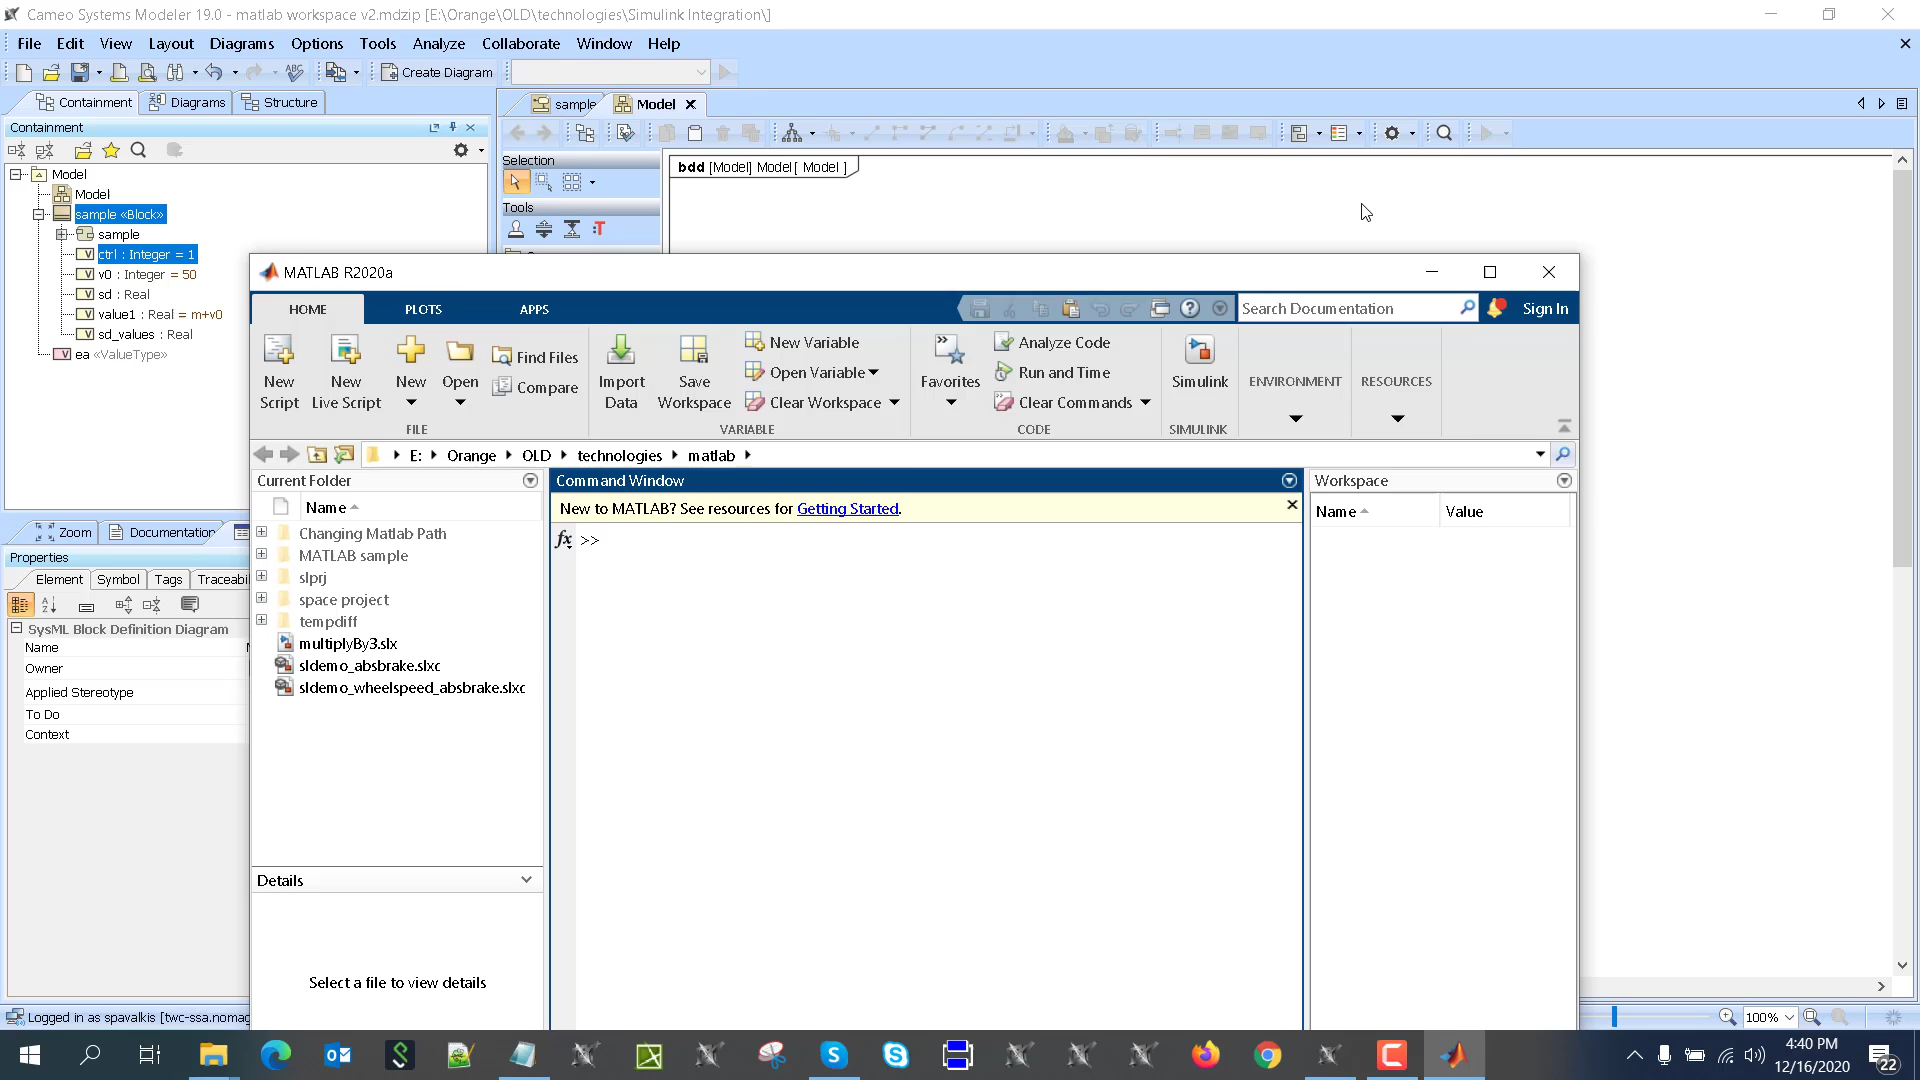 Cameo Systems Modeler 19.0 - matlab workspace v2.mdzip [E:\Orange\OLD\technologies\Simulink Integration\]
File Edit View Layout Diagrams Options Tools Analyze Collaborate Window Help
Create Diagram
Containment Diagrams Structure
sample Model
Containment
Selection
bdd [Model] Model[ Model ]
Model
Model
sample «Block»
sample
ctrl : Integer = 1
v0 : Integer = 50
sd : Real
value1 : Real = m+v0
sd_values : Real
ea «ValueType»
Tools
MATLAB R2020a
HOME PLOTS APPS
Search Documentation
Sign In
New Script
New Live Script
New
Open
Find Files
Compare
FILE
Import Data
Save Workspace
New Variable
Open Variable
Clear Workspace
VARIABLE
Favorites
Analyze Code
Run and Time
Clear Commands
CODE
Simulink
SIMULINK
ENVIRONMENT
RESOURCES
E: Orange OLD technologies matlab
Current Folder
Name
Changing Matlab Path
MATLAB sample
slprj
space project
tempdiff
multiplyBy3.slx
sldemo_absbrake.slxc
sldemo_wheelspeed_absbrake.slxc
Details
Select a file to view details
Command Window
New to MATLAB? See resources for Getting Started.
fx >>
Workspace
Name Value
Zoom Documentation
Properties
Element Symbol Tags Traceabi
SysML Block Definition Diagram
Name
Owner
Applied Stereotype
To Do
Context
Logged in as spavalkis [twc-ssa.nomag
100%
4:40 PM
12/16/2020
22